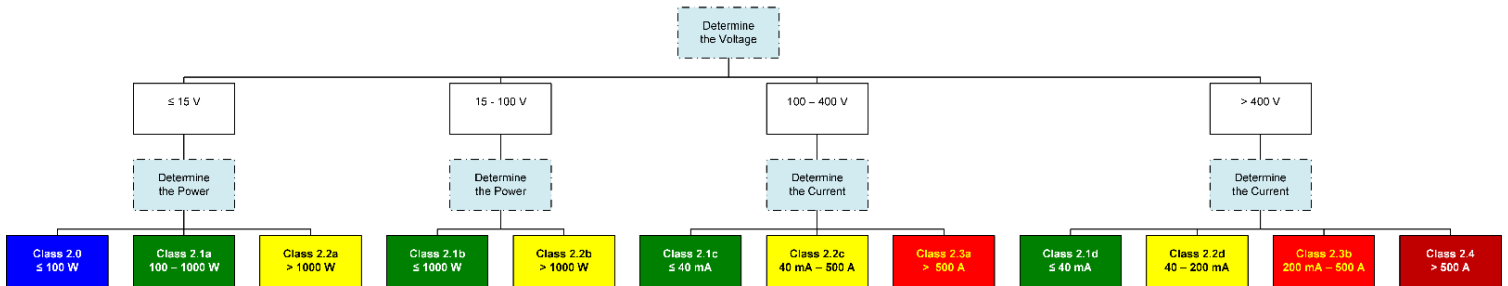 Determine
the Voltage
≤ 15 V
15 - 100 V
100 – 400 V
> 400 V
Determine
the Power
Determine
the Power
Determine
the Current
Determine
the Current
Class 2.0
≤ 100 W
Class 2.1a
100 – 1000 W
Class 2.2a
> 1000 W
Class 2.1b
≤ 1000 W
Class 2.2b
> 1000 W
Class 2.1c
≤ 40 mA
Class 2.2c
40 mA – 500 A
Class 2.3a
> 500 A
Class 2.1d
≤ 40 mA
Class 2.2d
40 – 200 mA
Class 2.3b
200 mA – 500 A
Class 2.4
> 500 A